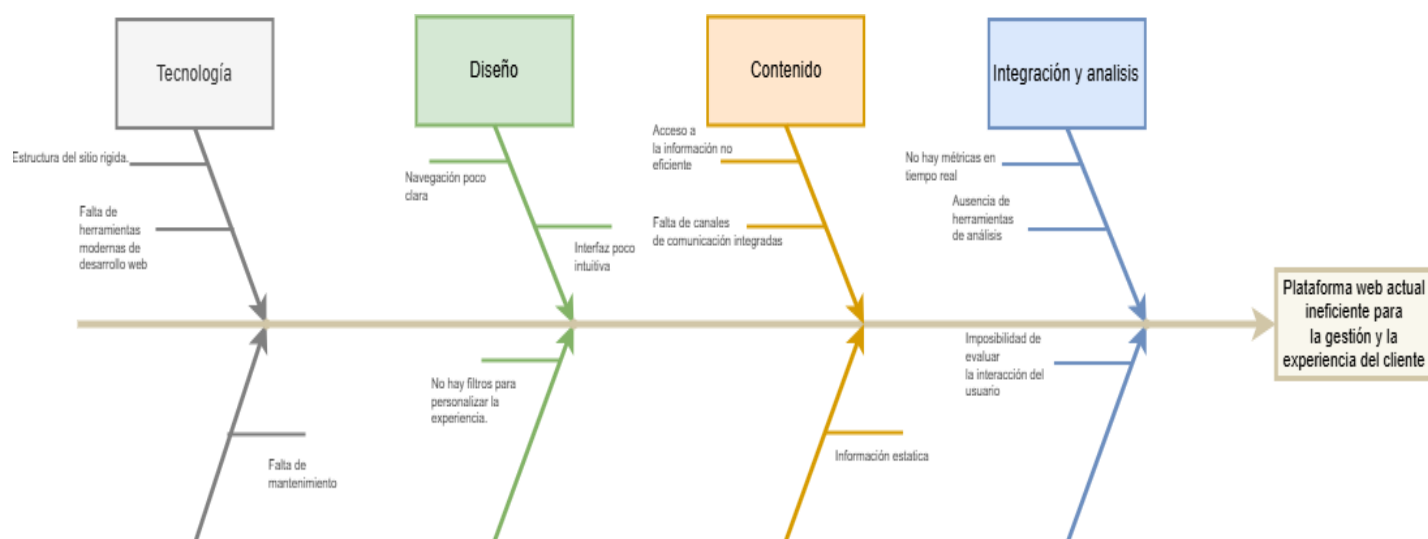 Tecnología
Diseño
Contenido
Integración y analisis
Estructura del sitio rigida.
Falta de
herramientas
modernas de
desarrollo web
Falta de
mantenimiento
Navegación poco
clara
Interfaz poco
intuitiva
No hay filtros para
personalizar la
experiencia.
Acceso a
la información no
eficiente
Falta de canales
de comunicación integradas
Información estatica
No hay métricas en
tiempo real
Ausencia de
herramientas
de análisis
Imposibilidad de
evaluar
la interacción del
usuario
Plataforma web actual
ineficiente para
la gestión y la
experiencia del cliente